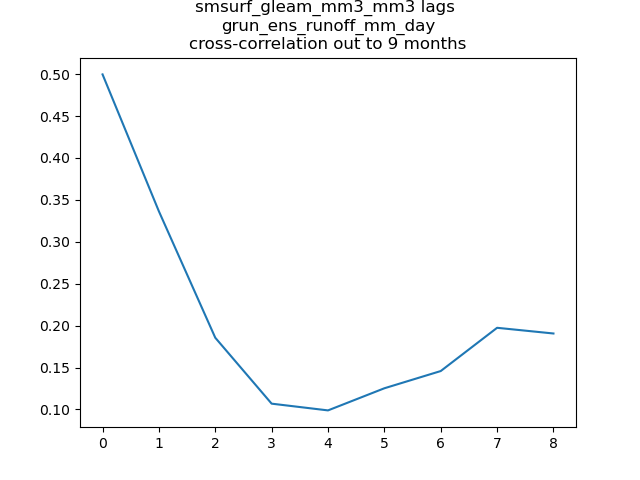 smsurf_gleam_mm3_mm3 lags
grun_ens_runoff_mm_day
cross-correlation out to 9 months
0.50
0.45
0.40
0.35
0.30
0.25
0.20
0.15
0.10
0 1 2 3 4 5 6 7 8